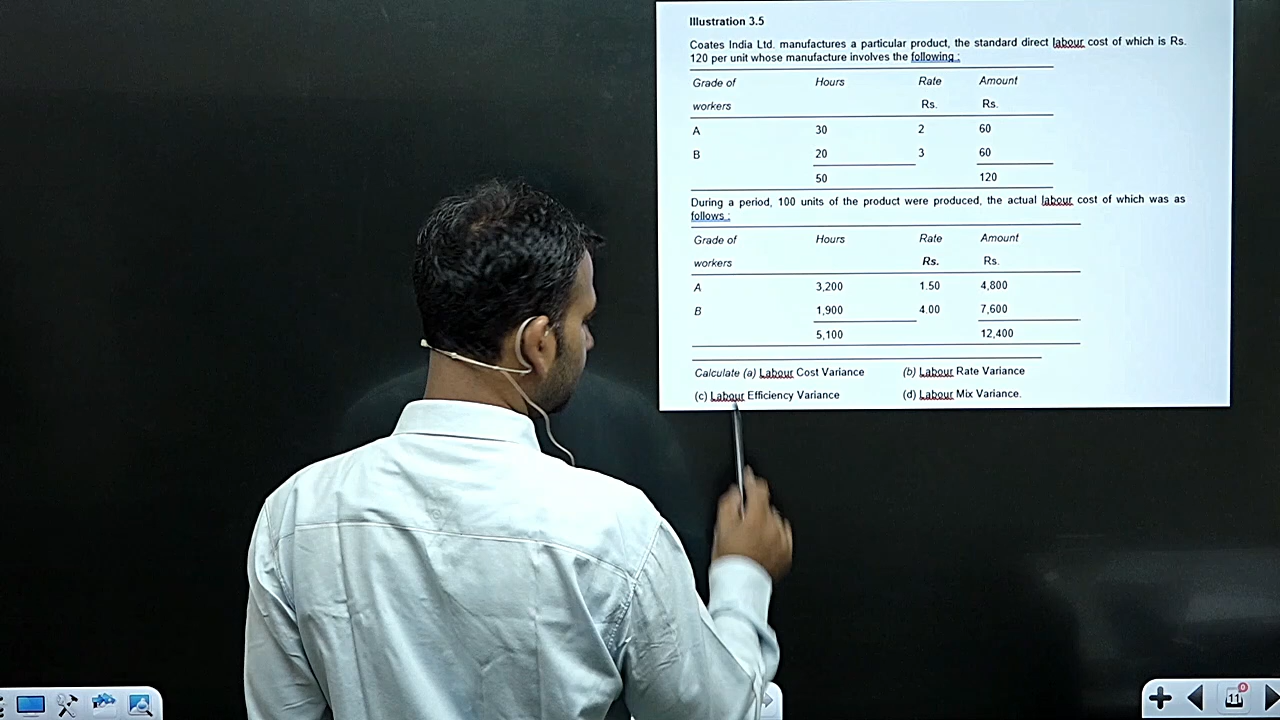 Illustration 3.5
Coates India Ltd. manufactures a particular product, the standard direct labour cost of which is Rs.
120 per unit whose manufacture involves the following :
Grade of Hours Rate Amount
workers Rs. Rs.
A 30 2 60
B 20 3 60
50 120
During a period, 100 units of the product were produced, the actual labour cost of which was as
follows :
Grade of Hours Rate Amount
workers Rs. Rs.
A 3,200 1.50 4,800
B 1,900 4.00 7,600
5,100 12,400
Calculate (a) Labour Cost Variance (b) Labour Rate Variance
(c) Labour Efficiency Variance (d) Labour Mix Variance.
11
0